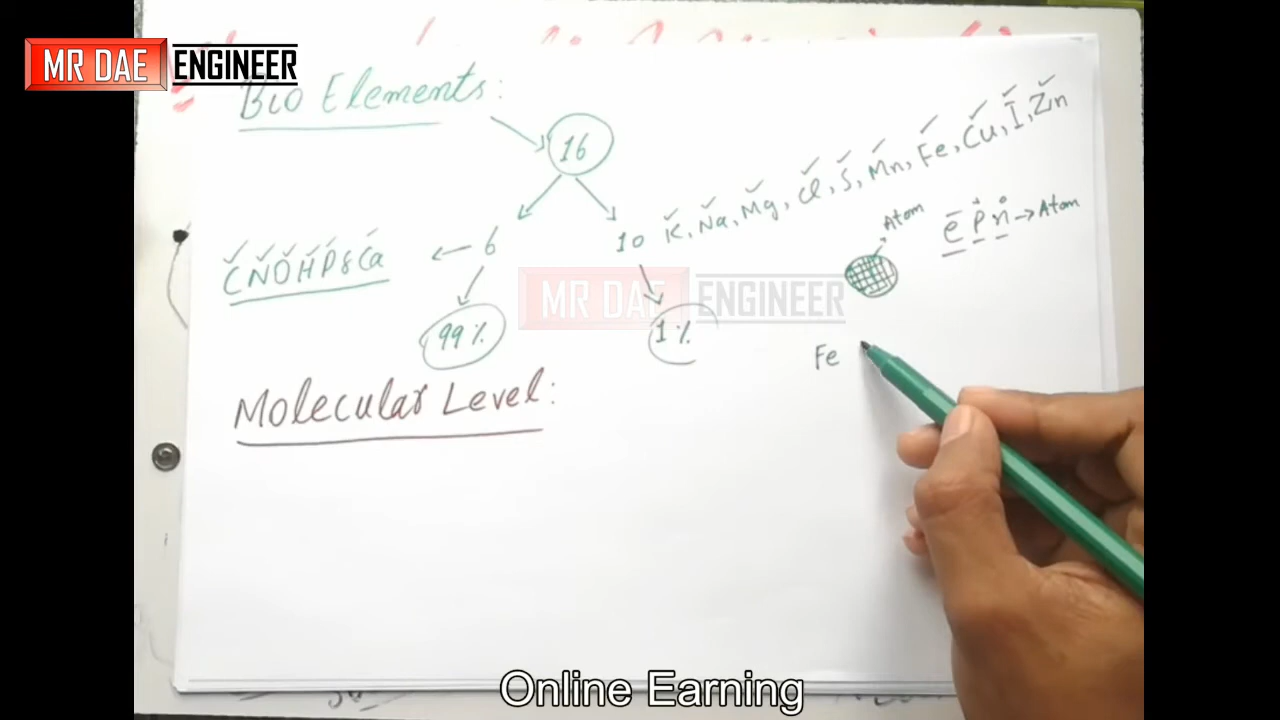 MR DAE ENGINEER
Bio Elements:
16
6
10 K, Na, Mg, Cl, S, Mn, Fe, Cu, I, Zn
C N O H P & Ca
99%
1%
Atom
e⁻ p⁺ n° → Atom
MR DAE ENGINEER
Fe
Molecular Level:
Online Earning